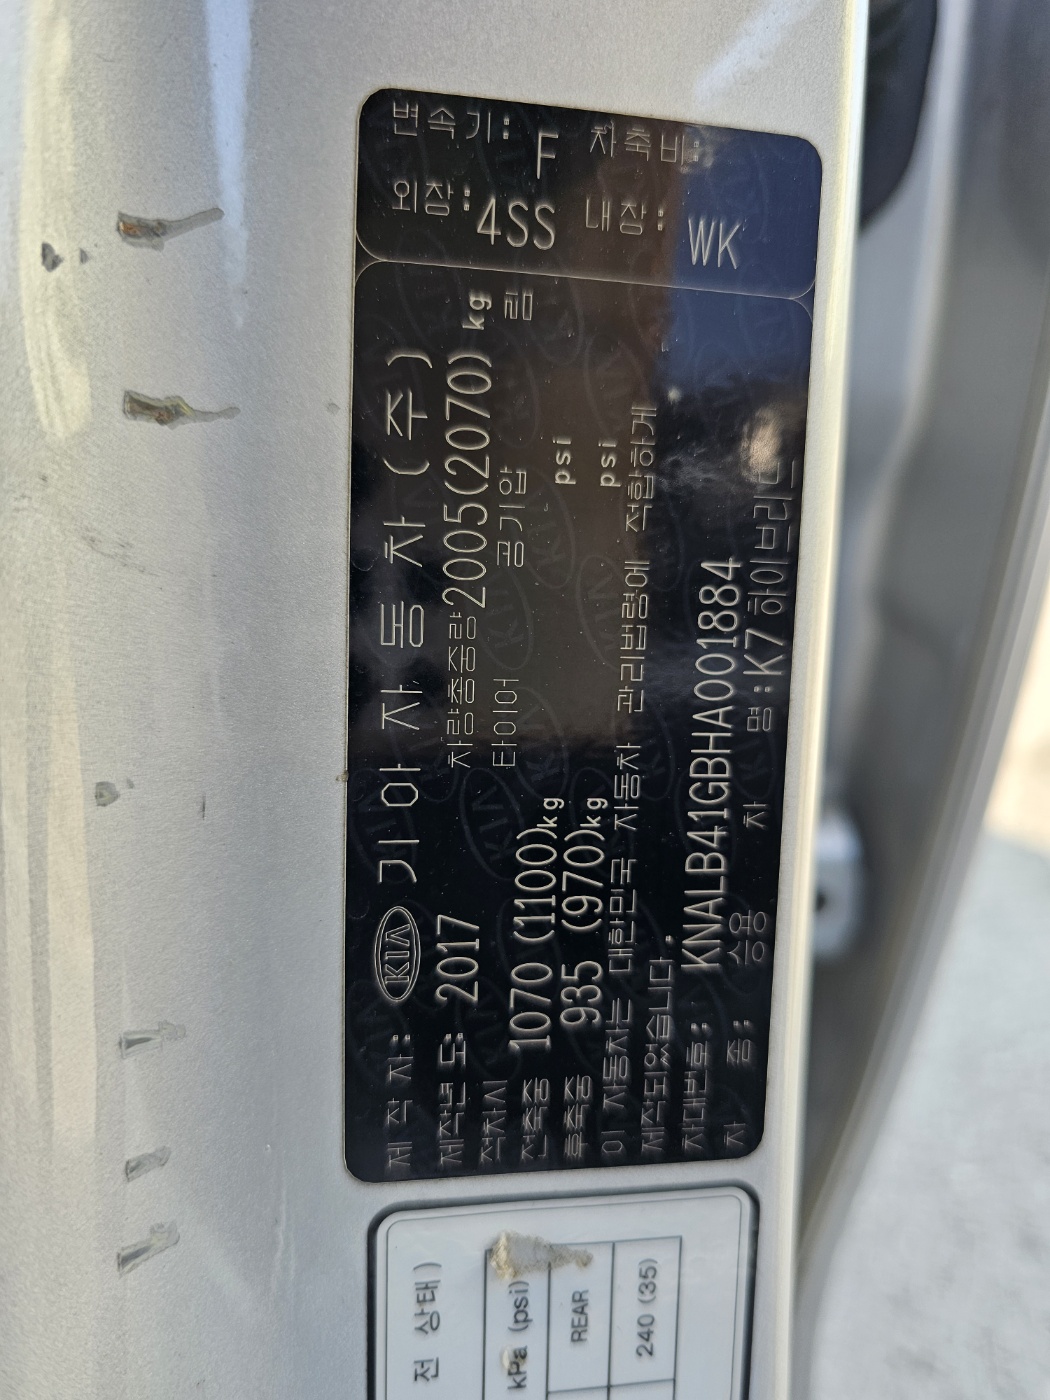 제 작 자: KIA 기아자동차(주)
제작년도: 2017 차량총중량 2005(2070) kg
적차시 타이어 공기압 림
전축중 1070 (1100)kg psi
후축중 935 (970)kg psi
이 자동차는 대한민국 자동차 관리법령에 적합하게
제작되었습니다.
차대번호: KNALB41GBHA001884
차 종: 승용 차 명: K7 하이브리드
변속기: F 차축비:
외장: 4SS 내장: WK
전 상태)
kPa (psi)
REAR
240 (35)